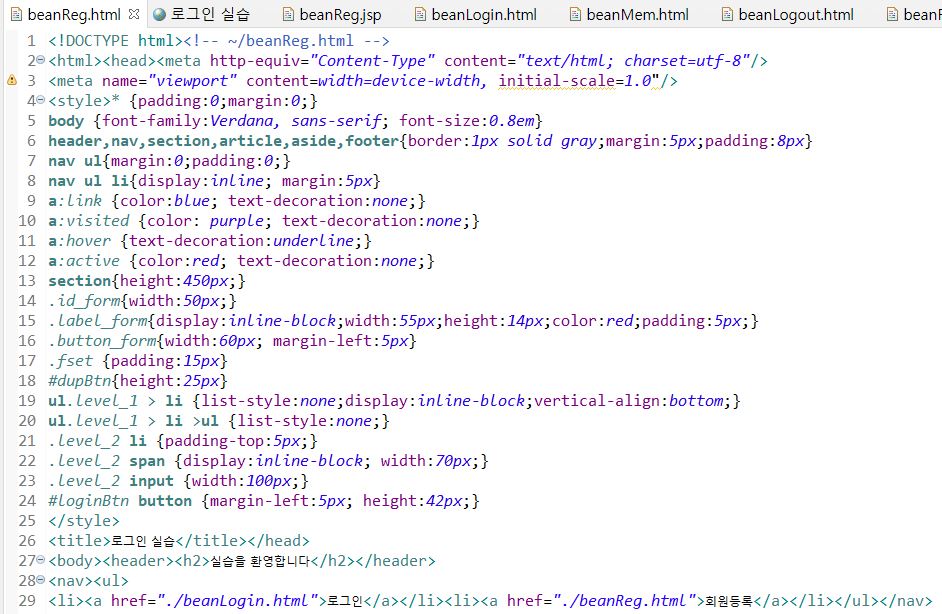 beanReg.html 로그인 실습 beanReg.jsp beanLogin.html beanMem.html beanLogout.html
1 <!DOCTYPE html><!-- ~/beanReg.html -->
2 <html><head><meta http-equiv="Content-Type" content="text/html; charset=utf-8"/>
3 <meta name="viewport" content=width=device-width, initial-scale=1.0"/>
4 <style>* {padding:0;margin:0;}
5 body {font-family:Verdana, sans-serif; font-size:0.8em}
6 header,nav,section,article,aside,footer{border:1px solid gray;margin:5px;padding:8px}
7 nav ul{margin:0;padding:0;}
8 nav ul li{display:inline; margin:5px}
9 a:link {color:blue; text-decoration:none;}
10 a:visited {color: purple; text-decoration:none;}
11 a:hover {text-decoration:underline;}
12 a:active {color:red; text-decoration:none;}
13 section{height:450px;}
14 .id_form{width:50px;}
15 .label_form{display:inline-block;width:55px;height:14px;color:red;padding:5px;}
16 .button_form{width:60px; margin-left:5px}
17 .fset {padding:15px}
18 #dupBtn{height:25px}
19 ul.level_1 > li {list-style:none;display:inline-block;vertical-align:bottom;}
20 ul.level_1 > li >ul {list-style:none;}
21 .level_2 li {padding-top:5px;}
22 .level_2 span {display:inline-block; width:70px;}
23 .level_2 input {width:100px;}
24 #loginBtn button {margin-left:5px; height:42px;}
25 </style>
26 <title>로그인 실습</title></head>
27 <body><header><h2>실습을 환영합니다</h2></header>
28 <nav><ul>
29 <li><a href="./beanLogin.html">로그인</a></li><li><a href="./beanReg.html">회원등록</a></li></ul></nav>